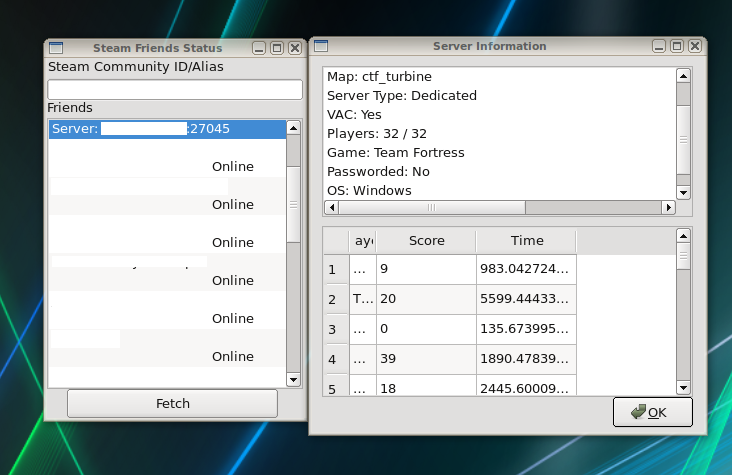 Steam Friends Status
Steam Community ID/Alias
Friends
Server: :27045
Online
Online
Online
Online
Online
Online
Fetch
Server Information
Map: ctf_turbine
Server Type: Dedicated
VAC: Yes
Players: 32 / 32
Game: Team Fortress
Passworded: No
OS: Windows
aye Score Time
1 ... 9 983.042724...
2 T... 20 5599.44433...
3 ... 0 135.673995...
4 ... 39 1890.47839...
5 ... 18 2445.60009...
OK